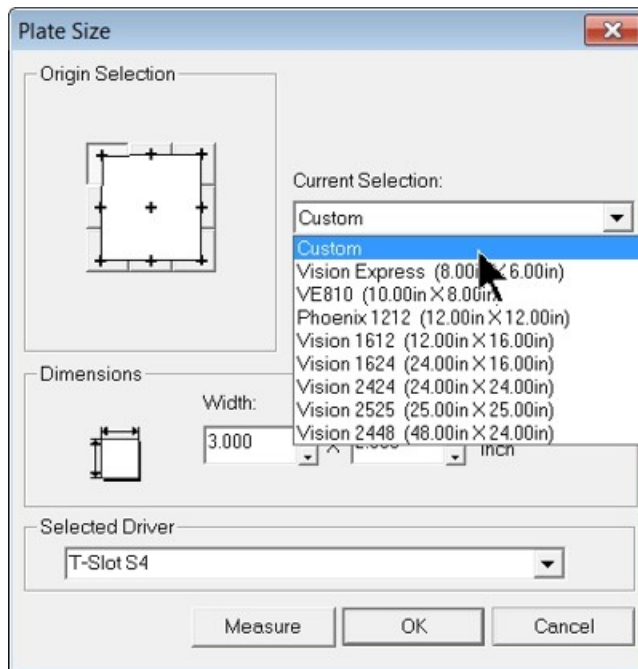 Plate Size
Origin Selection
Current Selection:
Custom
Custom
Vision Express (8.00in X 6.00in)
VE810 (10.00in X 8.00in)
Phoenix 1212 (12.00in X 12.00in)
Vision 1612 (12.00in X 16.00in)
Vision 1624 (24.00in X 16.00in)
Vision 2424 (24.00in X 24.00in)
Vision 2525 (25.00in X 25.00in)
Vision 2448 (48.00in X 24.00in)
Dimensions
Width:
3.000 X inch
Selected Driver
T-Slot S4
Measure OK Cancel